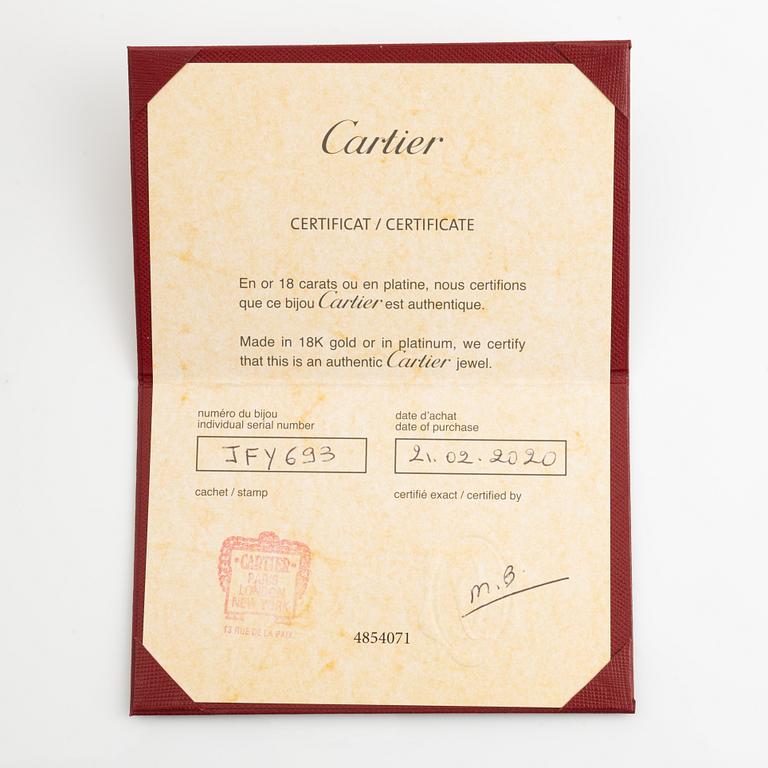 Cartier
CERTIFICAT / CERTIFICATE
En or 18 carats ou en platine, nous certifions
que ce bijou Cartier est authentique.
Made in 18K gold or in platinum, we certify
that this is an authentic Cartier jewel.
numéro du bijou
individual serial number
JFY693
date d'achat
date of purchase
21.02.2020
cachet / stamp
certifié exact / certified by
CARTIER
PARIS
LONDON
NEW YORK
13 RUE DE LA PAIX
M.B.
4854071